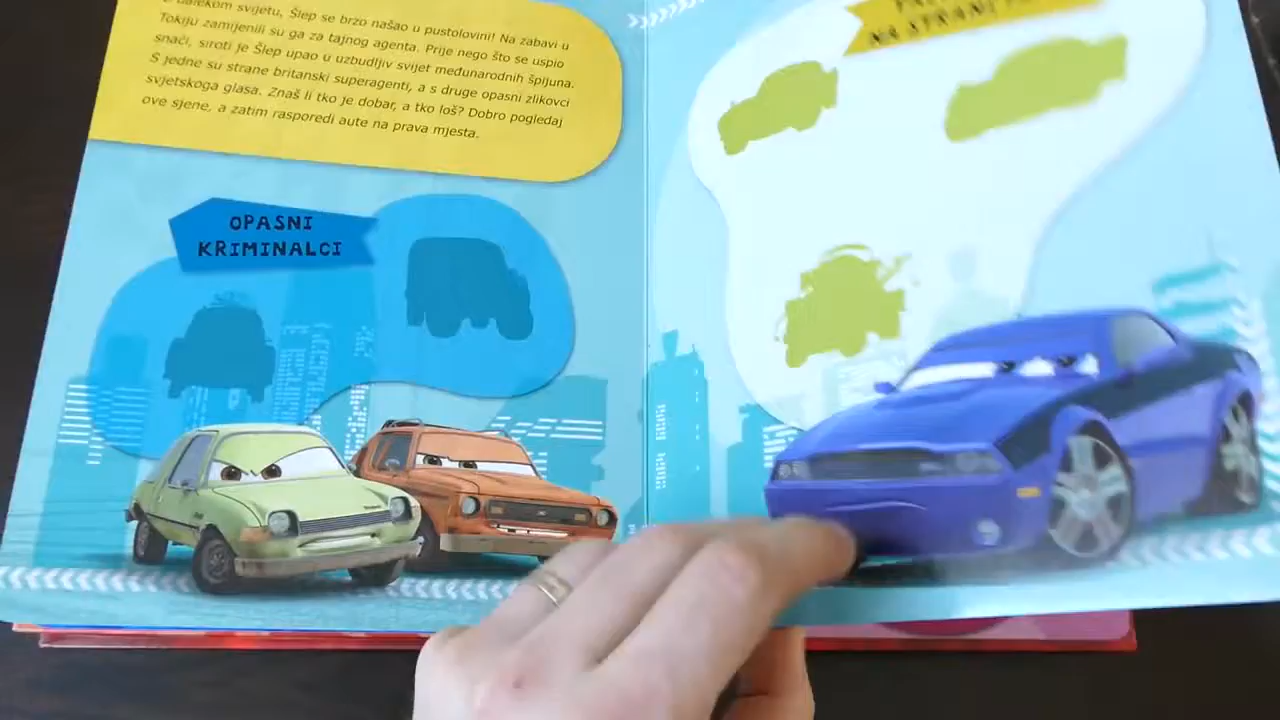 dalekom svijetu, Šlep se brzo našao u pustolovini! Na zabavi u
Tokiju zamijenili su ga za tajnog agenta. Prije nego što se uspio
snaći, siroti je Šlep upao u uzbudljiv svijet međunarodnih špijuna.
S jedne su strane britanski superagenti, a s druge opasni zlikovci
svjetskoga glasa. Znaš li tko je dobar, a tko loš? Dobro pogledaj
ove sjene, a zatim rasporedi aute na prava mjesta.
OPASNI
KRIMINALCI
NA STRANI